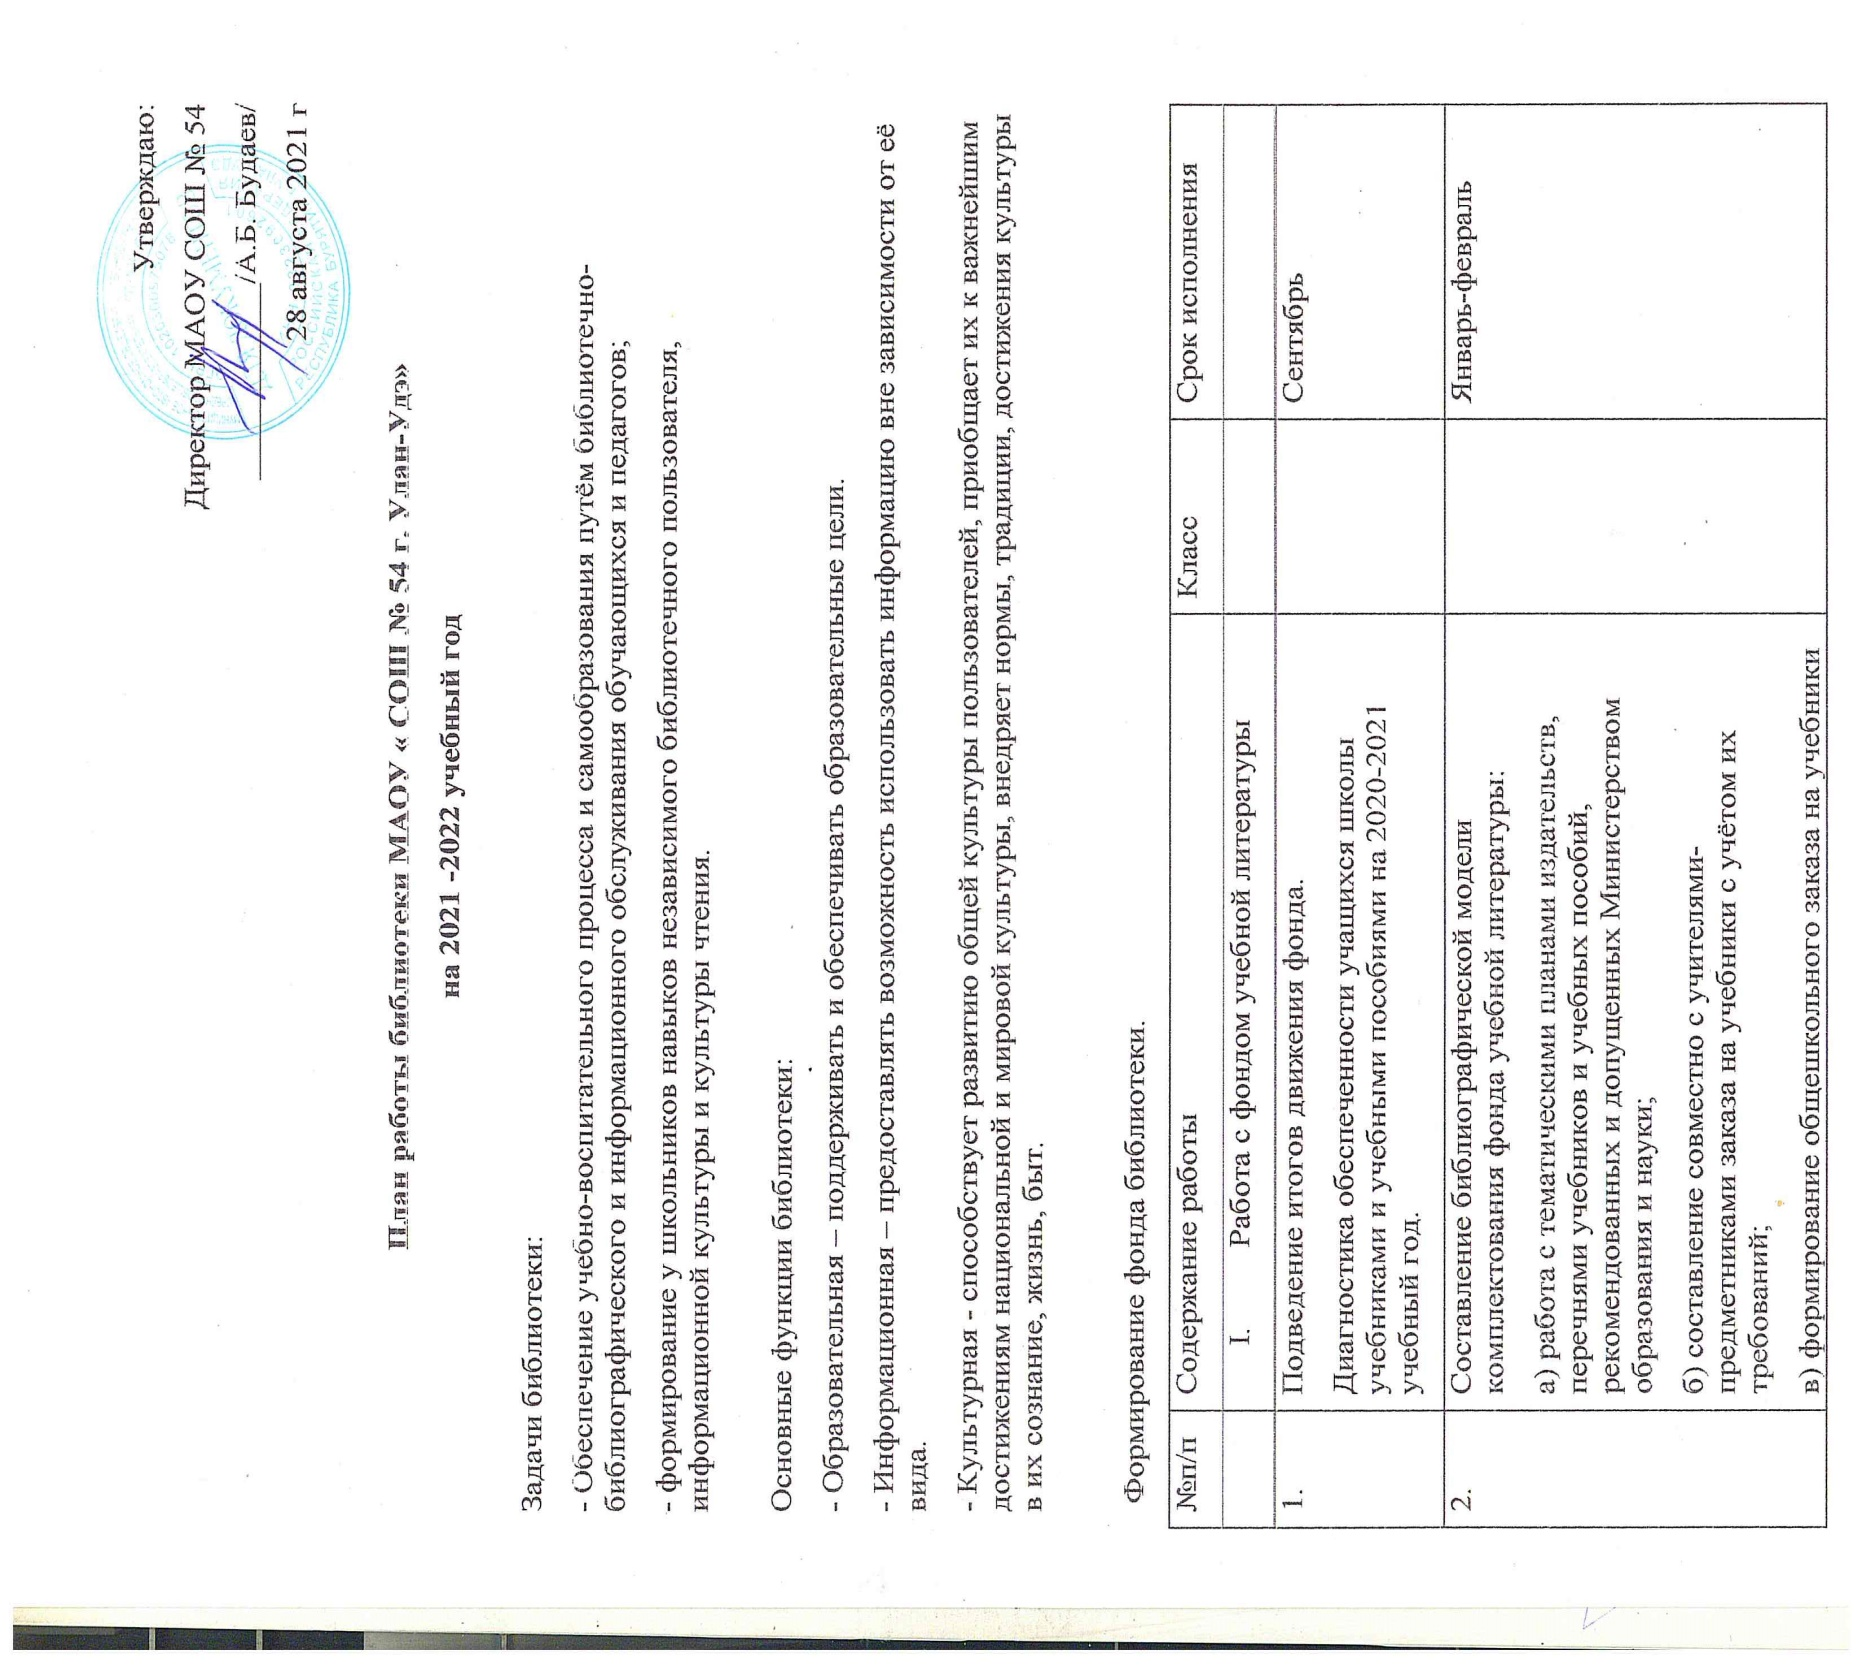 Утверждаю:
Директор МАОУ СОШ № 54
/А.Б. Будаев/
28 августа 2021 г
План работы библиотеки МАОУ « СОШ № 54 г. Улан-Удэ»
на 2021 -2022 учебный год
Задачи библиотеки:
- Обеспечение учебно-воспитательного процесса и самообразования путём библиотечно-
библиографического и информационного обслуживания обучающихся и педагогов;
- формирование у школьников навыков независимого библиотечного пользователя,
информационной культуры и культуры чтения.
Основные функции библиотеки:
- Образовательная – поддерживать и обеспечивать образовательные цели.
- Информационная – предоставлять возможность использовать информацию вне зависимости от её
вида.
- Культурная - способствует развитию общей культуры пользователей, приобщает их к важнейшим
достижениям национальной и мировой культуры, внедряет нормы, традиции, достижения культуры
в их сознание, жизнь, быт.
Формирование фонда библиотеки.
№п/п Содержание работы Класс Срок исполнения
I. Работа с фондом учебной литературы
1. Подведение итогов движения фонда. Сентябрь
Диагностика обеспеченности учащихся школы
учебниками и учебными пособиями на 2020-2021
учебный год.
2. Составление библиографической модели Январь-февраль
комплектования фонда учебной литературы:
а) работа с тематическими планами издательств,
перечнями учебников и учебных пособий,
рекомендованных и допущенных Министерством
образования и науки;
б) составление совместно с учителями-
предметниками заказа на учебники с учётом их
требований;
в) формирование общешкольного заказа на учебники
РЕСПУБЛИКА БУРЯТИЯ